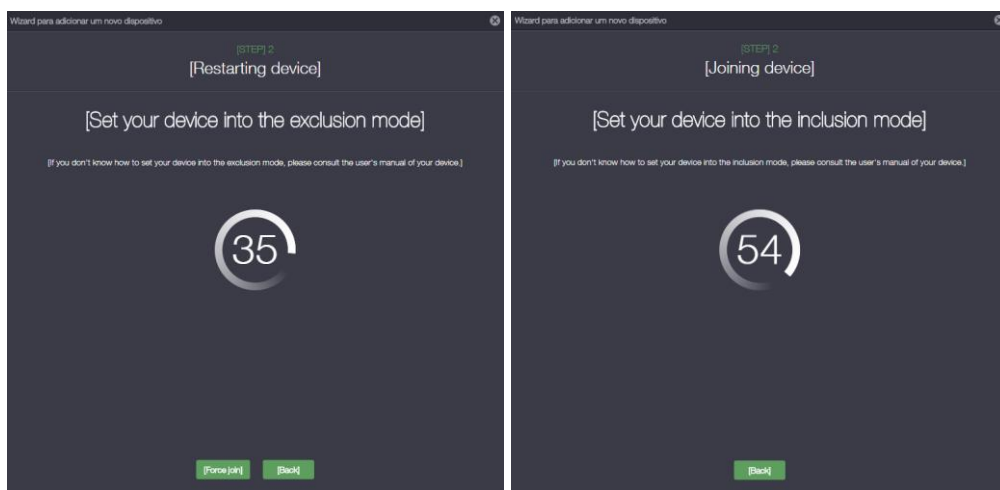 Wizard para adicionar um novo dispositivo
[STEP] 2
[Restarting device]
[Set your device into the exclusion mode]
[If you don't know how to set your device into the exclusion mode, please consult the user's manual of your device.]
35
[Force join]
[Back]
Wizard para adicionar um novo dispositivo
[STEP] 2
[Joining device]
[Set your device into the inclusion mode]
[If you don't know how to set your device into the inclusion mode, please consult the user's manual of your device.]
54
[Back]